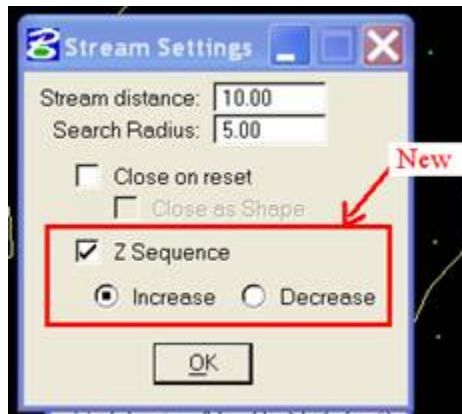 Stream Settings
Stream distance: 10.00
Search Radius: 5.00
New
Close on reset
Close as Shape
Z Sequence
Increase Decrease
OK